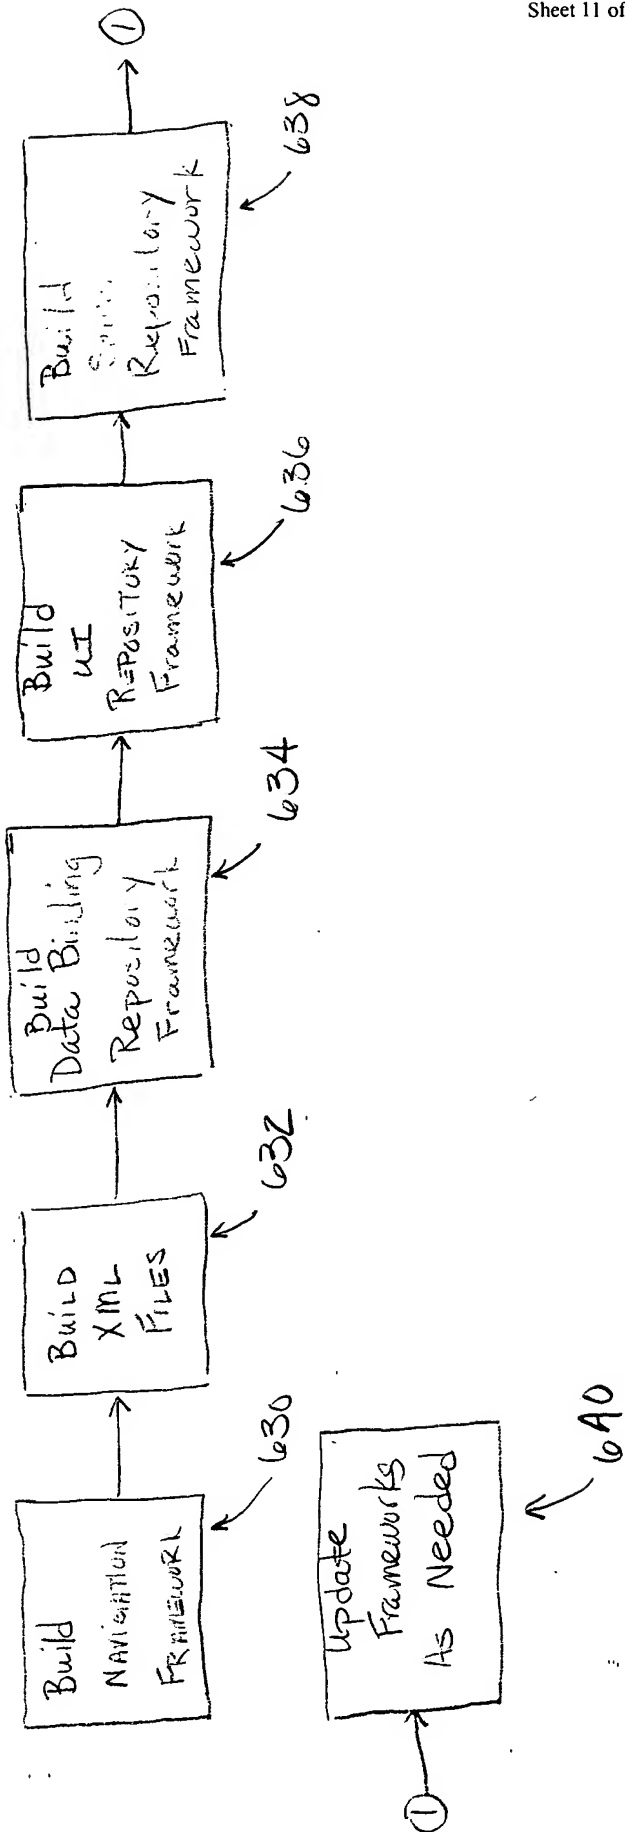 Sheet 11 of
Build
NAVIGATION
FRAMEWORK
630
BUILD
XML
FILES
632
Build
Data Binding
Repository
Framework
634
Build
UI
REPOSITORY
Framework
636
Build
Repository
Framework
638
1
1
Update
Frameworks
As Needed
640